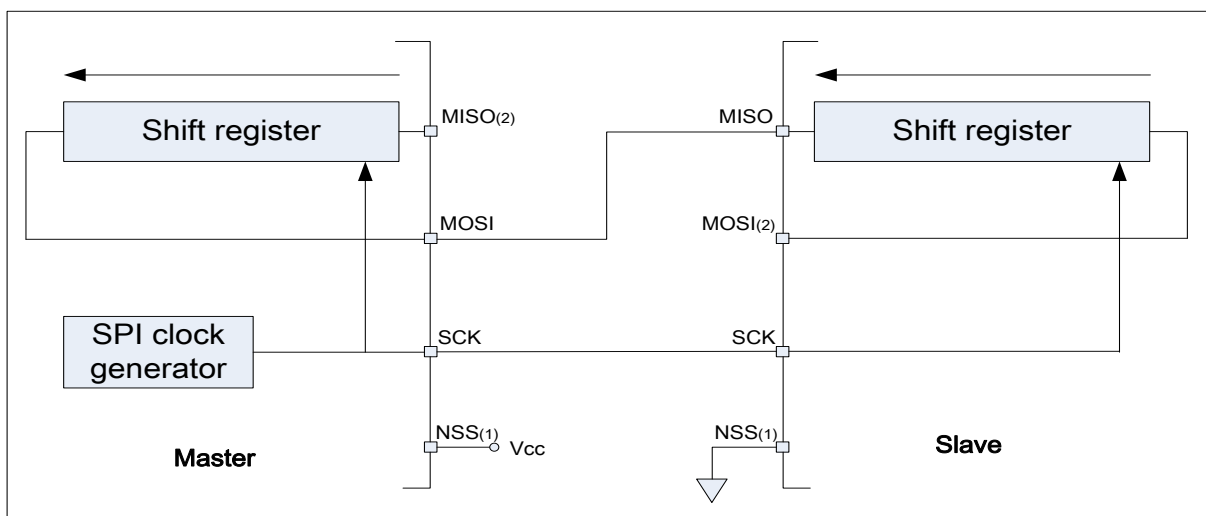 Shift register
MISO(2)
MISO
Shift register
MOSI
MOSI(2)
SPI clock
generator
SCK
SCK
NSS(1)
Vcc
NSS(1)
Master
Slave